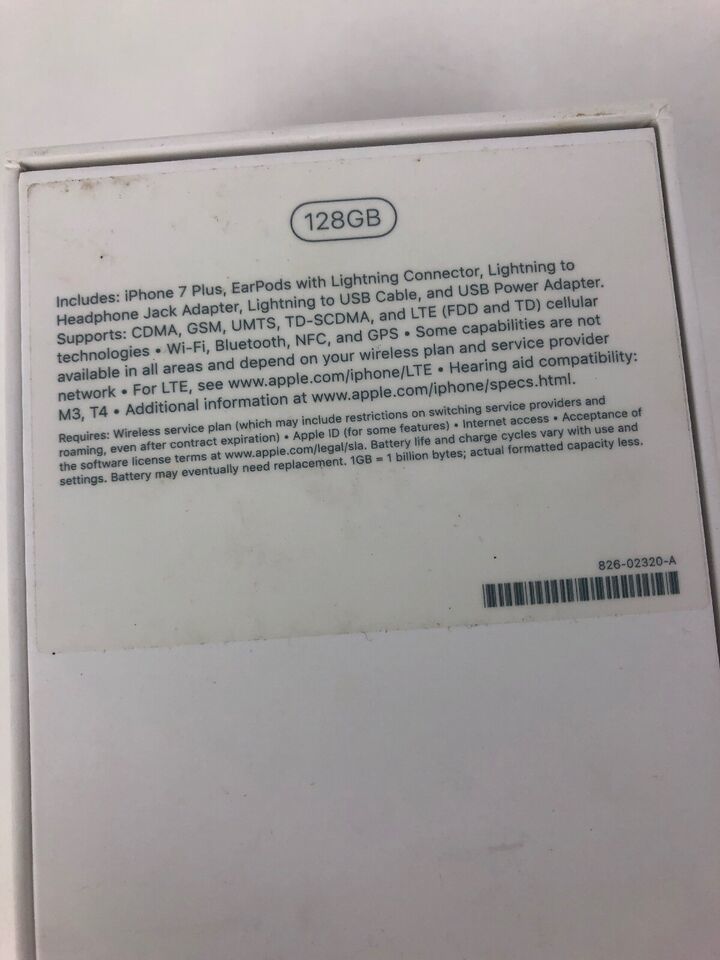 128GB
Includes: iPhone 7 Plus, EarPods with Lightning Connector, Lightning to
Headphone Jack Adapter, Lightning to USB Cable, and USB Power Adapter.
Supports: CDMA, GSM, UMTS, TD-SCDMA, and LTE (FDD and TD) cellular
technologies • Wi-Fi, Bluetooth, NFC, and GPS • Some capabilities are not
available in all areas and depend on your wireless plan and service provider
network • For LTE, see www.apple.com/iphone/LTE • Hearing aid compatibility:
M3, T4 • Additional information at www.apple.com/iphone/specs.html.
Requires: Wireless service plan (which may include restrictions on switching service providers and
roaming, even after contract expiration) • Apple ID (for some features) • Internet access • Acceptance of
the software license terms at www.apple.com/legal/sla. Battery life and charge cycles vary with use and
settings. Battery may eventually need replacement. 1GB = 1 billion bytes; actual formatted capacity less.
826-02320-A